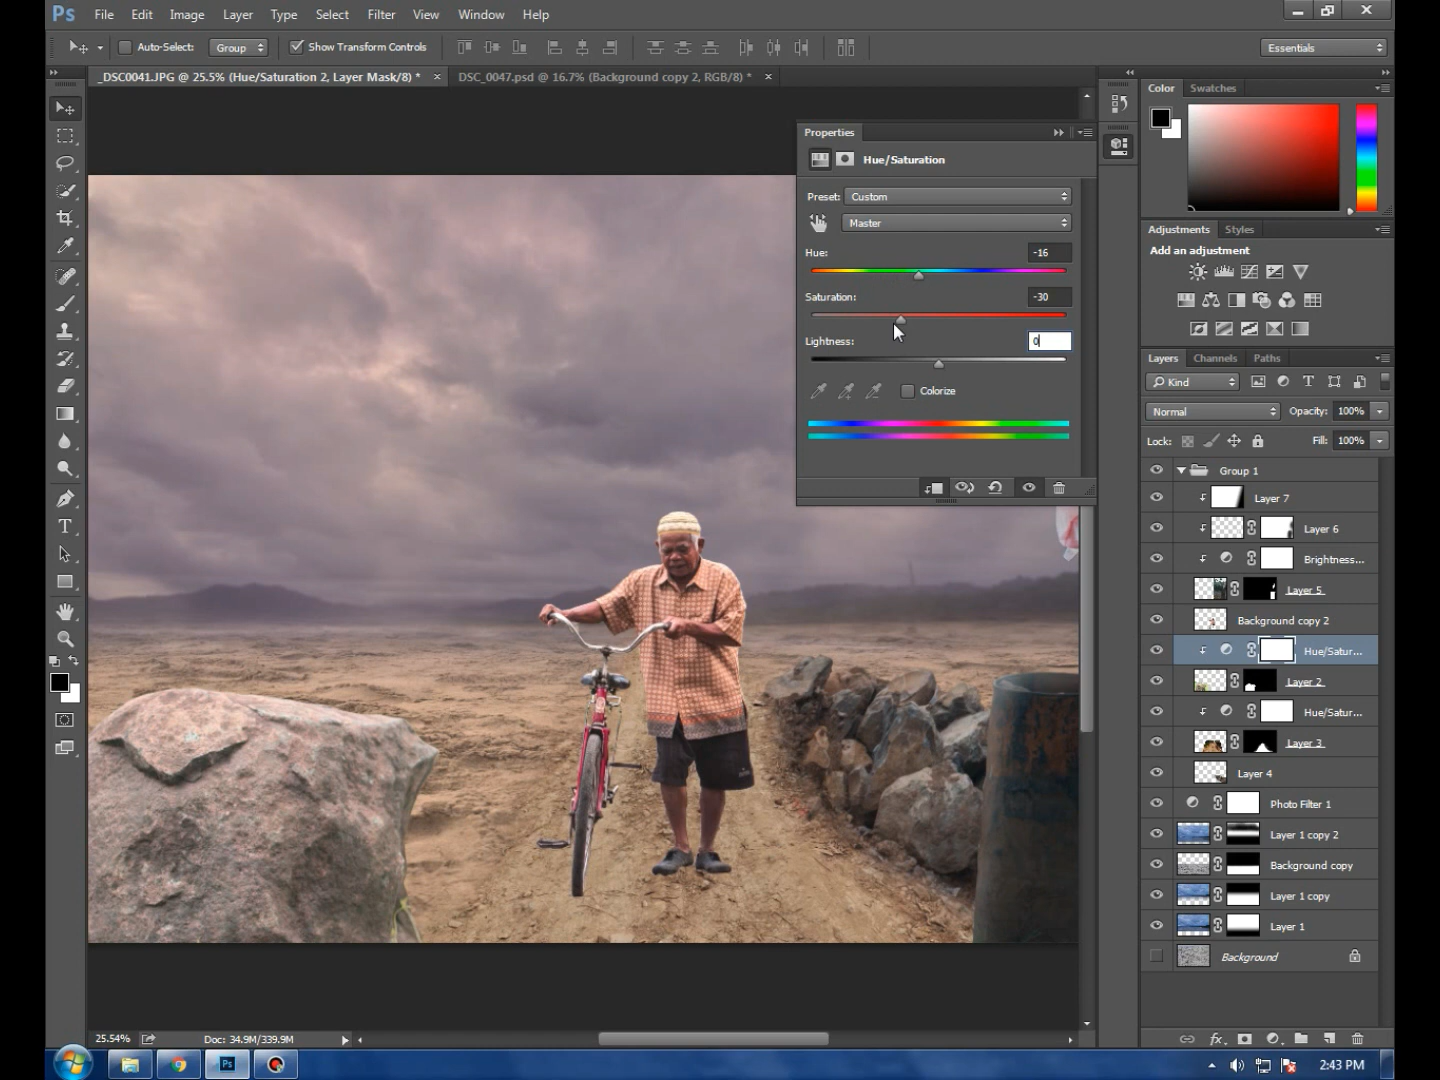 Ps File Edit Image Layer Type Select Filter View Window Help
Auto-Select: Group Show Transform Controls Essentials
_DSC0041.JPG @ 25.5% (Hue/Saturation 2, Layer Mask/8) * × DSC_0047.psd @ 16.7% (Background copy 2, RGB/8) * ×
Color Swatches
Properties
Hue/Saturation
Preset: Custom
Master
Hue: -16
Saturation: -30
Lightness: 0
Colorize
Adjustments Styles
Add an adjustment
Layers Channels Paths
Kind
Normal Opacity: 100%
Lock: Fill: 100%
Group 1
Layer 7
Layer 6
Brightness...
Layer 5
Background copy 2
Hue/Satur...
Layer 2
Hue/Satur...
Layer 3
Layer 4
Photo Filter 1
Layer 1 copy 2
Background copy
Layer 1 copy
Layer 1
Background
fx
25.54% Doc: 34.9M/339.9M
Ps 2:43 PM